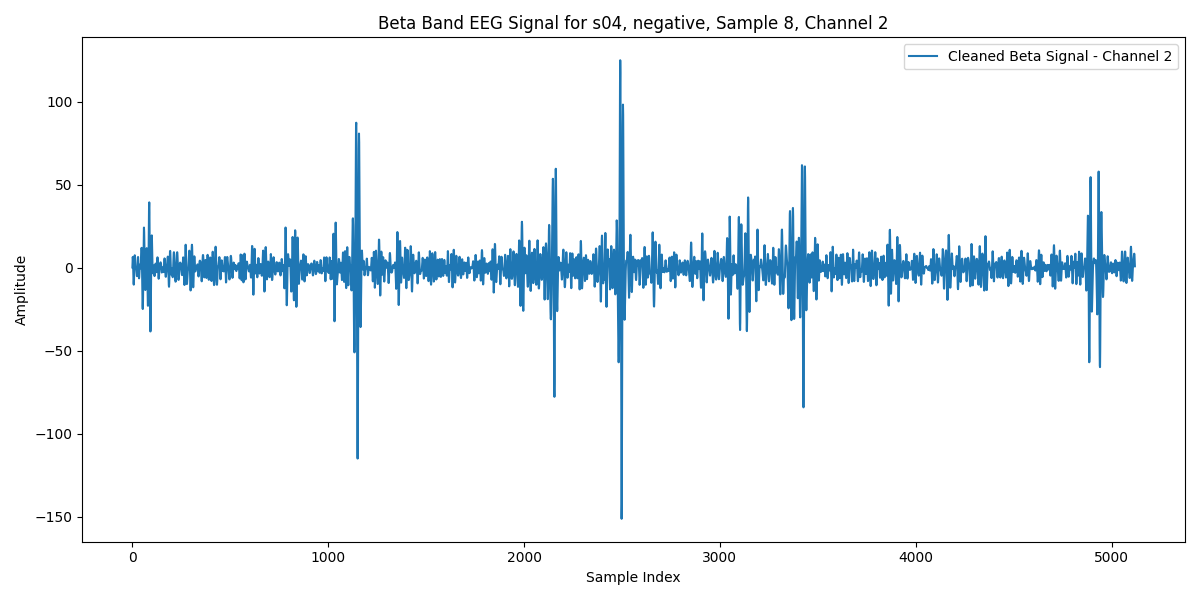 Beta Band EEG Signal for s04, negative, Sample 8, Channel 2
Cleaned Beta Signal - Channel 2
Amplitude
100
50
0
−50
−100
−150
0 1000 2000 3000 4000 5000
Sample Index